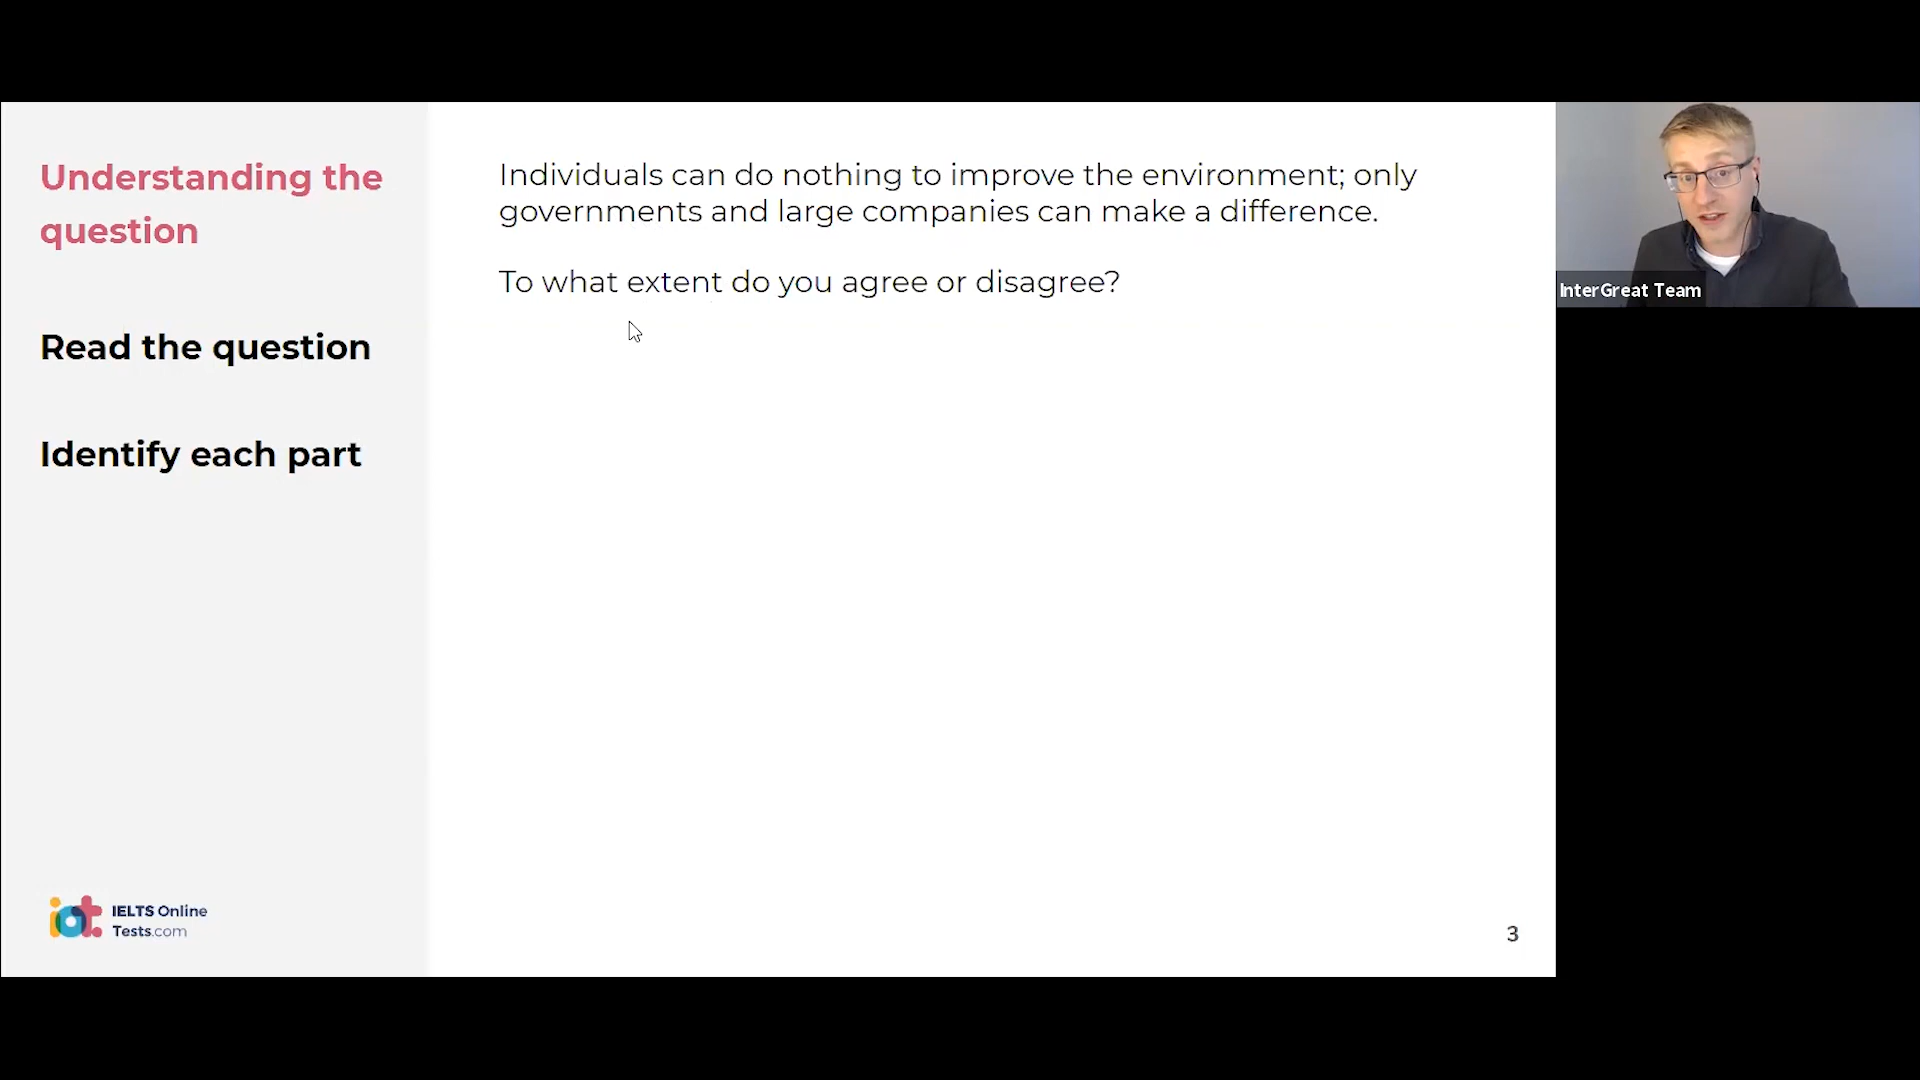 Understanding the
question
Read the question
Identify each part
Individuals can do nothing to improve the environment; only
governments and large companies can make a difference.
To what extent do you agree or disagree?
InterGreat Team
iot IELTS Online
Tests.com
3